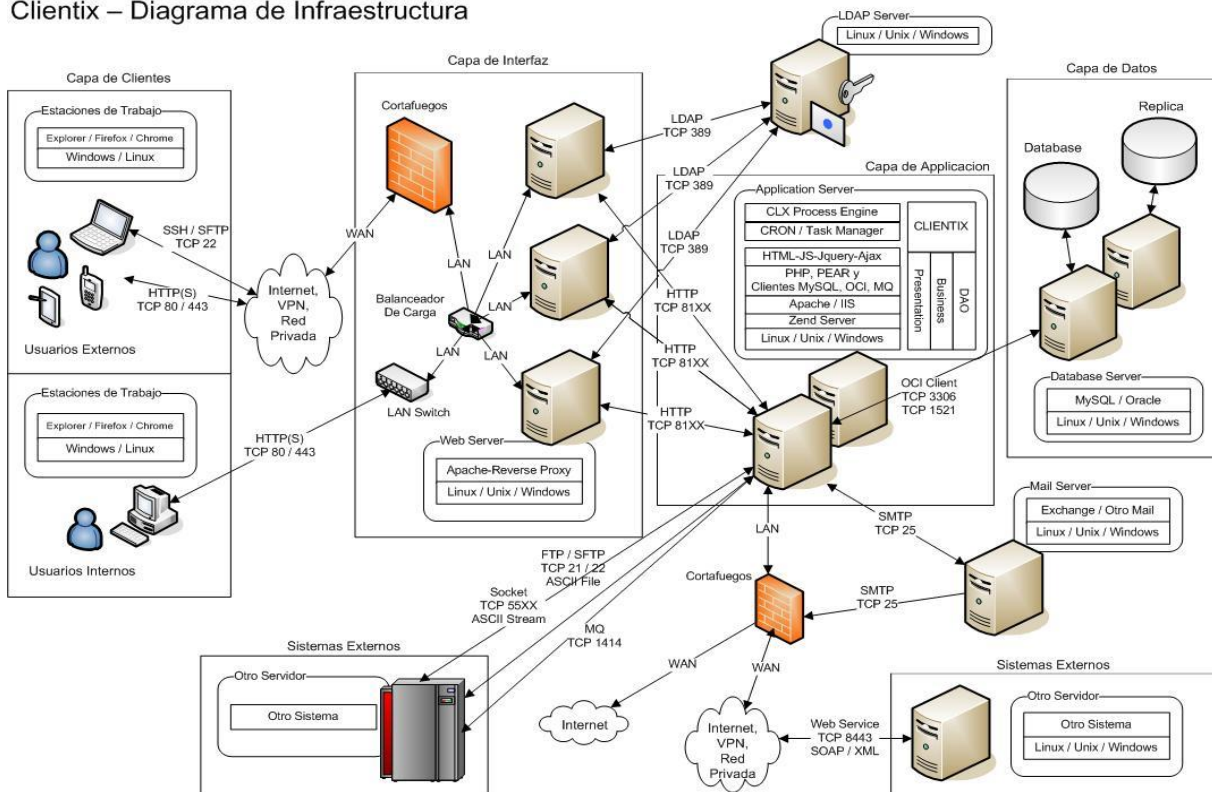 Clientix – Diagrama de Infraestructura
Capa de Clientes
Estaciones de Trabajo
Explorer / Firefox / Chrome
Windows / Linux
SSH / SFTP
TCP 22
HTTP(S)
TCP 80 / 443
Usuarios Externos
Estaciones de Trabajo
Explorer / Firefox / Chrome
Windows / Linux
HTTP(S)
TCP 80 / 443
Usuarios Internos
Internet,
VPN,
Red
Privada
WAN
Capa de Interfaz
Cortafuegos
LAN
LAN
LAN
LAN
LAN
Balanceador
De Carga
LAN Switch
Web Server
Apache-Reverse Proxy
Linux / Unix / Windows
LDAP Server
Linux / Unix / Windows
LDAP
TCP 389
LDAP
TCP 389
LDAP
TCP 389
HTTP
TCP 81XX
HTTP
TCP 81XX
HTTP
TCP 81XX
Capa de Applicacion
Application Server
CLX Process Engine
CRON / Task Manager
HTML-JS-Jquery-Ajax
PHP, PEAR y
Clientes MySQL, OCI, MQ
Apache / IIS
Zend Server
Linux / Unix / Windows
CLIENTIX
Presentation
Business
DAO
OCI Client
TCP 3306
TCP 1521
Capa de Datos
Replica
Database
Database Server
MySQL / Oracle
Linux / Unix / Windows
Mail Server
Exchange / Otro Mail
Linux / Unix / Windows
SMTP
TCP 25
SMTP
TCP 25
LAN
Cortafuegos
WAN
WAN
Internet
Internet,
VPN,
Red
Privada
FTP / SFTP
TCP 21 / 22
ASCII File
Socket
TCP 55XX
ASCII Stream
MQ
TCP 1414
Sistemas Externos
Otro Servidor
Otro Sistema
Web Service
TCP 8443
SOAP / XML
Sistemas Externos
Otro Servidor
Otro Sistema
Linux / Unix / Windows